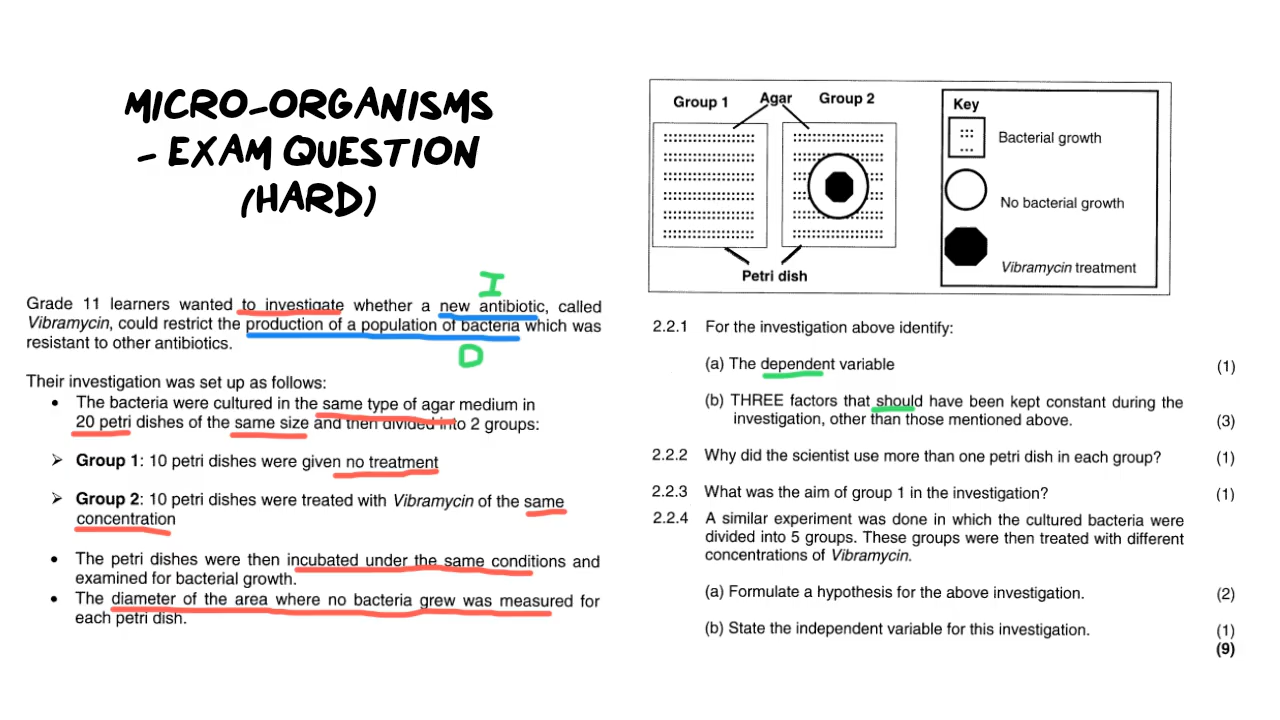 MICRO-ORGANISMS
- EXAM QUESTION
(HARD)
I
Grade 11 learners wanted to investigate whether a new antibiotic, called
Vibramycin, could restrict the production of a population of bacteria which was
resistant to other antibiotics.
D
Their investigation was set up as follows:
• The bacteria were cultured in the same type of agar medium in
20 petri dishes of the same size and then divided into 2 groups:
➢ Group 1: 10 petri dishes were given no treatment
➢ Group 2: 10 petri dishes were treated with Vibramycin of the same
concentration
• The petri dishes were then incubated under the same conditions and
examined for bacterial growth.
• The diameter of the area where no bacteria grew was measured for
each petri dish.
Group 1 Agar Group 2
Petri dish
Key
Bacterial growth
No bacterial growth
Vibramycin treatment
2.2.1 For the investigation above identify:
(a) The dependent variable (1)
(b) THREE factors that should have been kept constant during the
investigation, other than those mentioned above. (3)
2.2.2 Why did the scientist use more than one petri dish in each group? (1)
2.2.3 What was the aim of group 1 in the investigation? (1)
2.2.4 A similar experiment was done in which the cultured bacteria were
divided into 5 groups. These groups were then treated with different
concentrations of Vibramycin.
(a) Formulate a hypothesis for the above investigation. (2)
(b) State the independent variable for this investigation. (1)
(9)